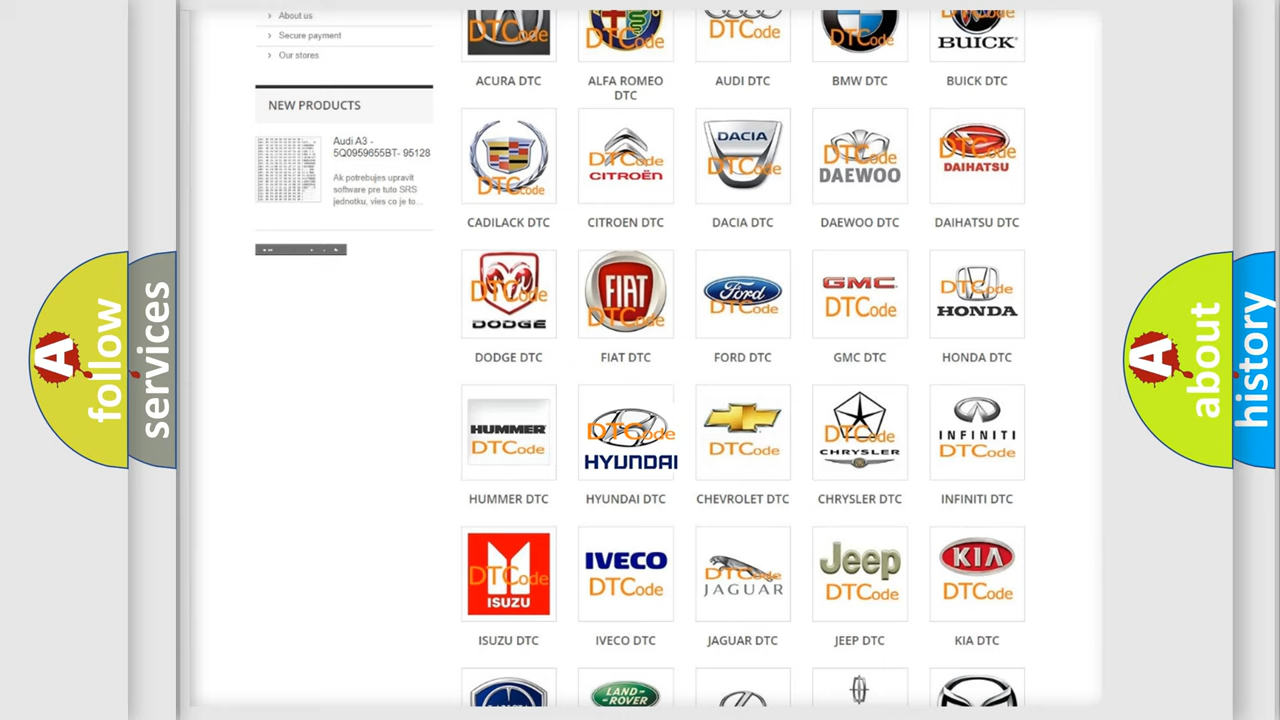 About us
Secure payment
Our stores
NEW PRODUCTS
Audi A3 -
5Q0959655BT- 95128
Ak potrebujes upravit
software pre tuto SRS
jednotku, vies co je to...
DTCode
DTCode
DTCode
DTCode
BUICK
ACURA DTC
ALFA ROMEO
DTC
AUDI DTC
BMW DTC
BUICK DTC
DTCode
DTCode
CITROËN
DACIA
DTCode
DTCode
DAEWOO
DTCode
DAIHATSU
CADILACK DTC
CITROEN DTC
DACIA DTC
DAEWOO DTC
DAIHATSU DTC
DTCode
DODGE
FIAT
DTCode
Ford
DTCode
GMC
DTCode
DTCode
HONDA
DODGE DTC
FIAT DTC
FORD DTC
GMC DTC
HONDA DTC
HUMMER
DTCode
DTCode
HYUNDAI
DTCode
DTCode
CHRYSLER
INFINITI
DTCode
HUMMER DTC
HYUNDAI DTC
CHEVROLET DTC
CHRYSLER DTC
INFINITI DTC
DTCode
ISUZU
IVECO
DTCode
DTCode
JAGUAR
Jeep
DTCode
KIA
DTCode
ISUZU DTC
IVECO DTC
JAGUAR DTC
JEEP DTC
KIA DTC
LAND-
ROVER
A
follow
services
A
about
history